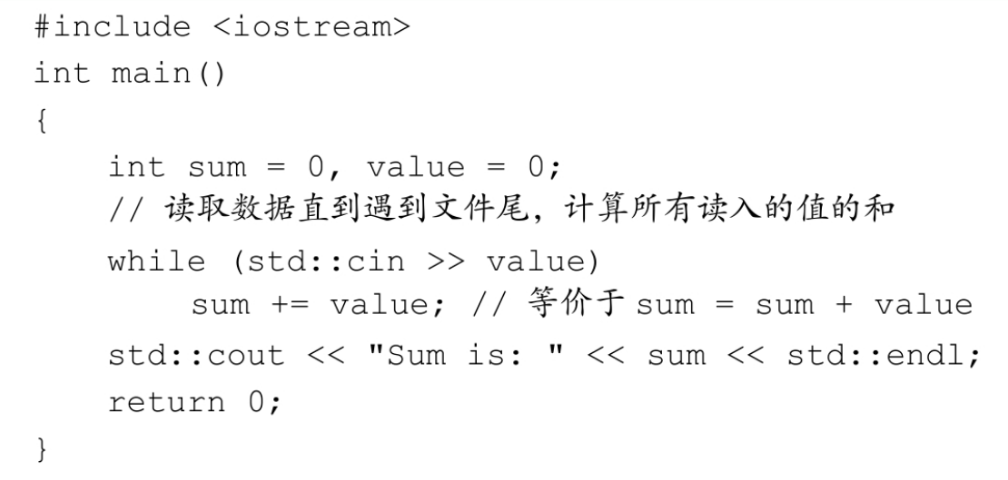 #include <iostream>
int main()
{
    int sum = 0, value = 0;
    // 读取数据直到遇到文件尾，计算所有读入的值的和
    while (std::cin >> value)
        sum += value; // 等价于 sum = sum + value
    std::cout << "Sum is: " << sum << std::endl;
    return 0;
}